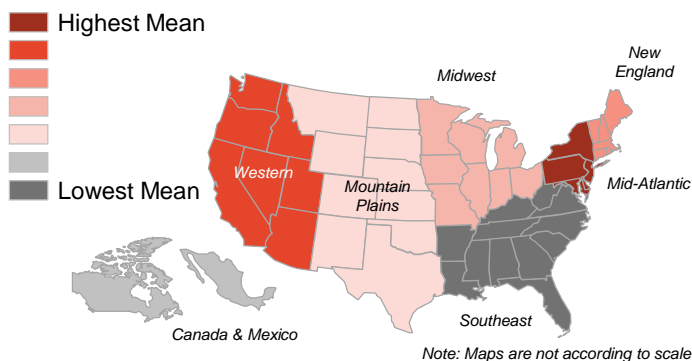 Highest Mean
Lowest Mean
Midwest
New
England
Western
Mountain
Plains
Mid-Atlantic
Canada & Mexico
Southeast
Note: Maps are not according to scale